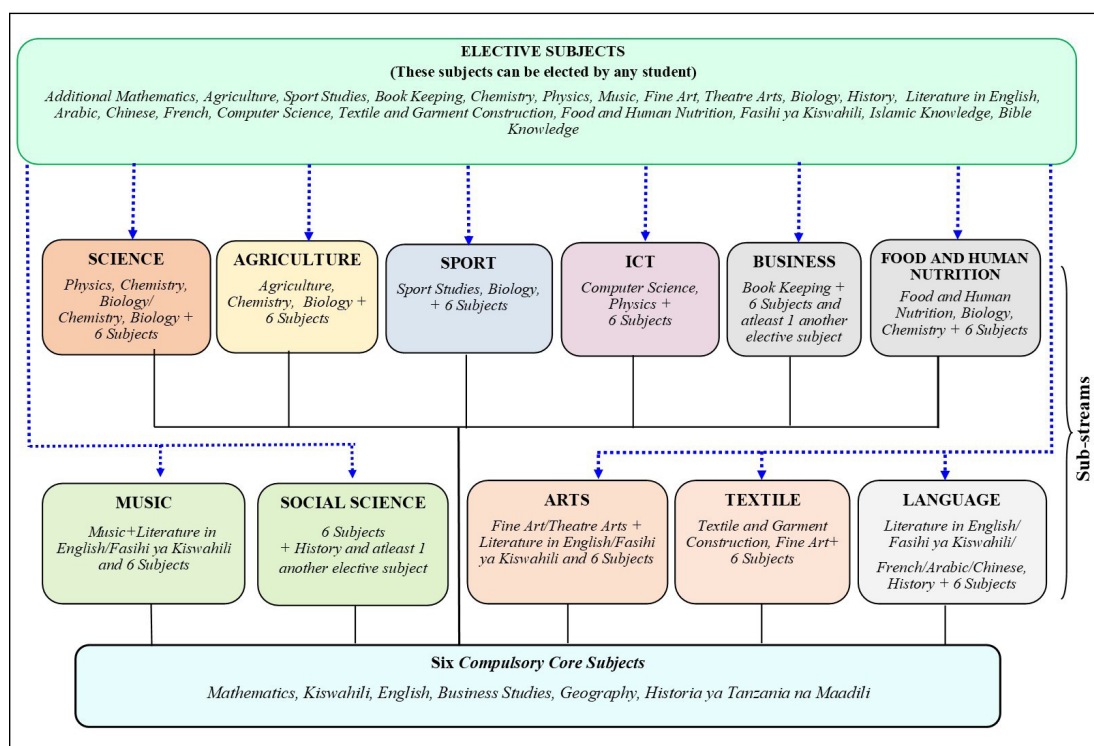 ELECTIVE SUBJECTS
(These subjects can be elected by any student)
Additional Mathematics, Agriculture, Sport Studies, Book Keeping, Chemistry, Physics, Music, Fine Art, Theatre Arts, Biology, History, Literature in English,
Arabic, Chinese, French, Computer Science, Textile and Garment Construction, Food and Human Nutrition, Fasihi ya Kiswahili, Islamic Knowledge, Bible
Knowledge
SCIENCE
Physics, Chemistry,
Biology/
Chemistry, Biology +
6 Subjects
AGRICULTURE
Agriculture,
Chemistry, Biology +
6 Subjects
SPORT
Sport Studies, Biology,
+ 6 Subjects
ICT
Computer Science,
Physics +
6 Subjects
BUSINESS
Book Keeping +
6 Subjects and
atleast 1 another
elective subject
FOOD AND HUMAN
NUTRITION
Food and Human
Nutrition, Biology,
Chemistry + 6 Subjects
Sub-streams
MUSIC
Music+Literature in
English/Fasihi ya Kiswahili
and 6 Subjects
SOCIAL SCIENCE
6 Subjects
+ History and atleast 1
another elective subject
ARTS
Fine Art/Theatre Arts +
Literature in English/Fasihi
ya Kiswahili and 6 Subjects
TEXTILE
Textile and Garment
Construction, Fine Art+
6 Subjects
LANGUAGE
Literature in English/
Fasihi ya Kiswahili/
French/Arabic/Chinese,
History + 6 Subjects
Six Compulsory Core Subjects
Mathematics, Kiswahili, English, Business Studies, Geography, Historia ya Tanzania na Maadili